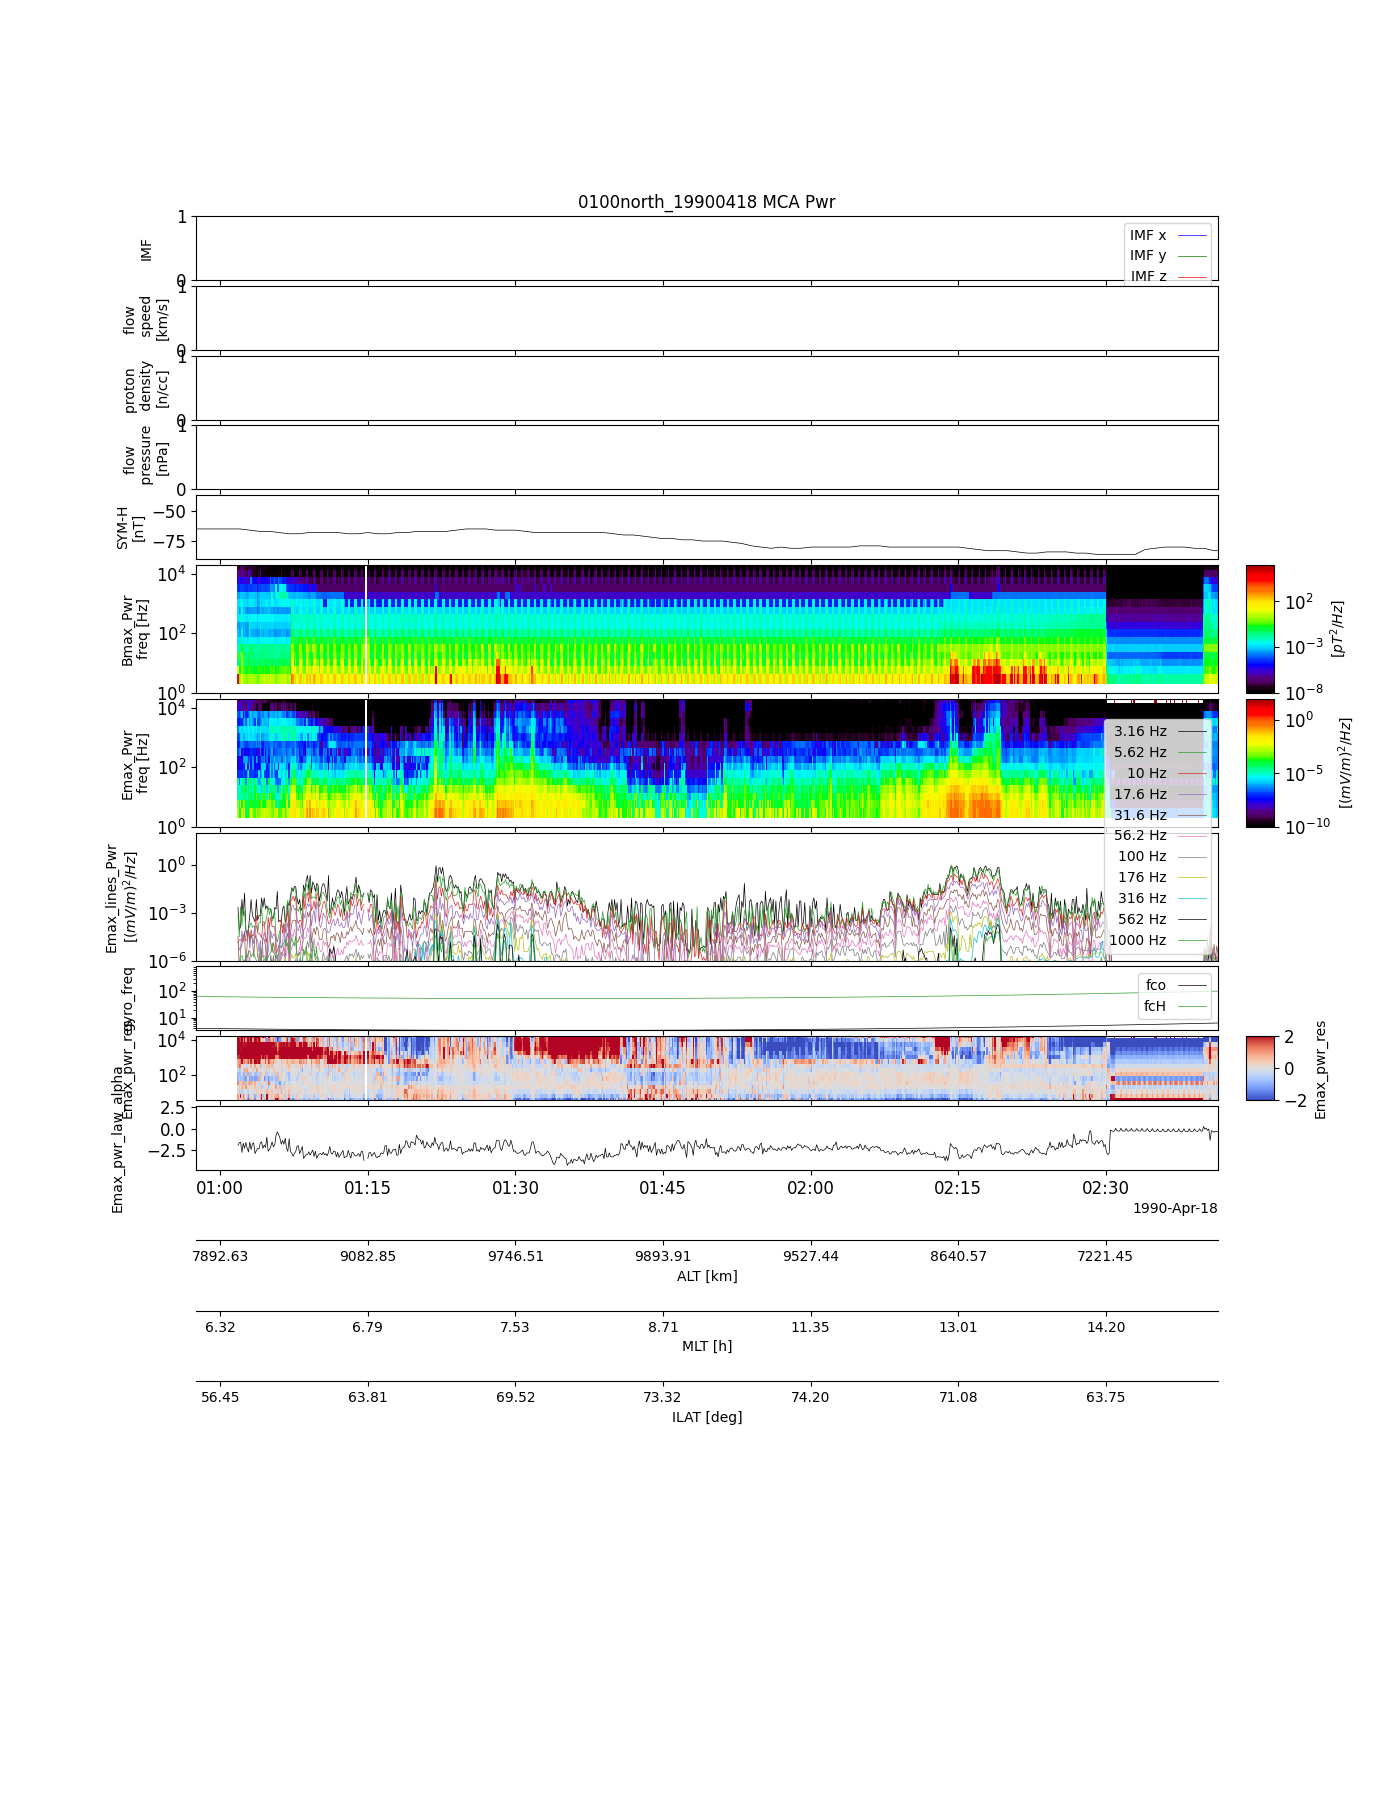 0100north_19900418 MCA Pwr
1
0
IMF
IMF x
IMF y
IMF z
1
0
flow
speed
[km/s]
1
0
proton
density
[n/cc]
1
0
flow
pressure
[nPa]
−50
−75
SYM-H
[nT]
10^4
10^2
10^0
Bmax_Pwr
freq [Hz]
10^2
10^−3
10^−8
[pT^2/Hz]
10^4
10^2
10^0
Emax_Pwr
freq [Hz]
10^0
10^−5
10^−10
[(mV/m)^2/Hz]
3.16 Hz
5.62 Hz
10 Hz
17.6 Hz
31.6 Hz
56.2 Hz
100 Hz
176 Hz
316 Hz
562 Hz
1000 Hz
10^0
10^−3
10^−6
Emax_lines_Pwr
[(mV/m)^2/Hz]
10^2
10^1
gyro_freq
fco
fcH
10^4
10^2
Emax_pwr_res
2
0
−2
Emax_pwr_res
2.5
0.0
−2.5
Emax_pwr_law_alpha
01:00 01:15 01:30 01:45 02:00 02:15 02:30
1990-Apr-18
7892.63 9082.85 9746.51 9893.91 9527.44 8640.57 7221.45
ALT [km]
6.32 6.79 7.53 8.71 11.35 13.01 14.20
MLT [h]
56.45 63.81 69.52 73.32 74.20 71.08 63.75
ILAT [deg]